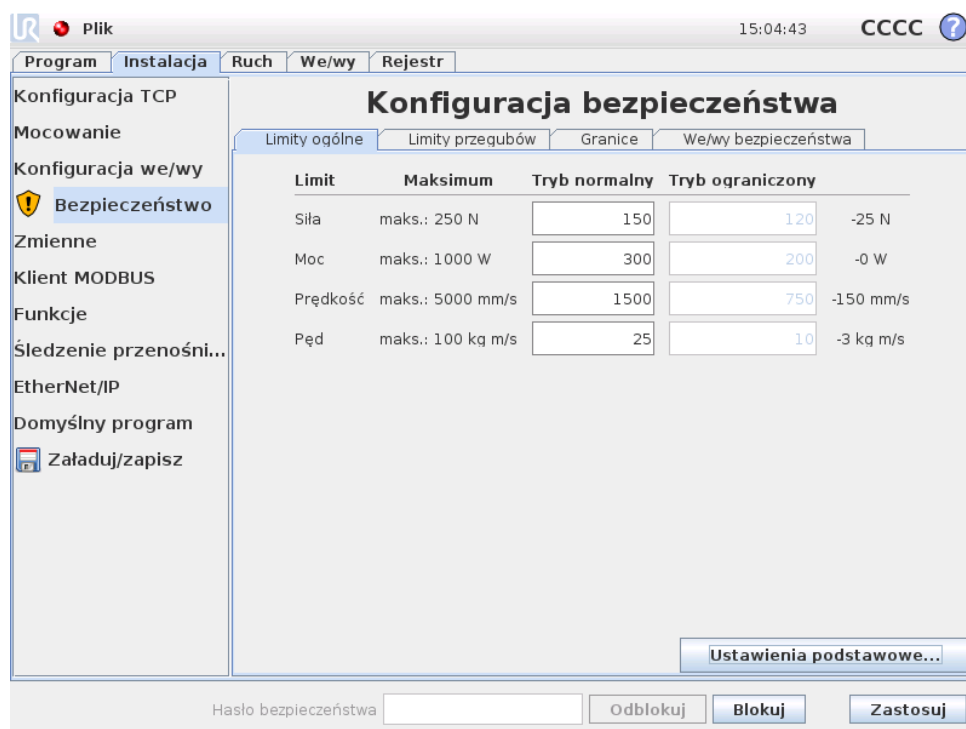 UR Plik 15:04:43 CCCC ?
Program Instalacja Ruch We/wy Rejestr
Konfiguracja TCP
Mocowanie
Konfiguracja we/wy
Bezpieczeństwo
Zmienne
Klient MODBUS
Funkcje
Śledzenie przenośni...
EtherNet/IP
Domyślny program
Załaduj/zapisz
Konfiguracja bezpieczeństwa
Limity ogólne Limity przegubów Granice We/wy bezpieczeństwa
Limit Maksimum Tryb normalny Tryb ograniczony
Siła maks.: 250 N 150 120 -25 N
Moc maks.: 1000 W 300 200 -0 W
Prędkość maks.: 5000 mm/s 1500 750 -150 mm/s
Pęd maks.: 100 kg m/s 25 10 -3 kg m/s
Ustawienia podstawowe...
Hasło bezpieczeństwa Odblokuj Blokuj Zastosuj